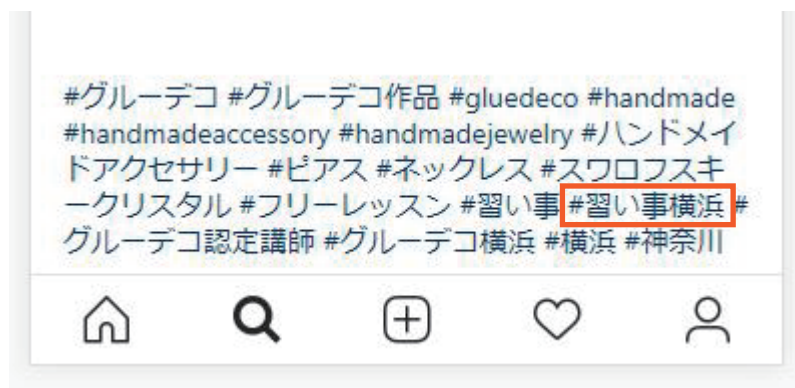 #グルーデコ #グルーデコ作品 #gluedeco #handmade
#handmadeaccessory #handmadejewelry #ハンドメイ
ドアクセサリー #ピアス #ネックレス #スワロフスキ
ークリスタル #フリーレッスン #習い事 #習い事横浜 #
グルーデコ認定講師 #グルーデコ横浜 #横浜 #神奈川